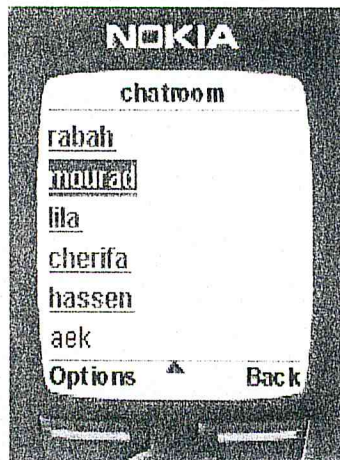 NOKIA
chatroom
rabah
mourad
lila
cherifa
hassen
aek
Options Back